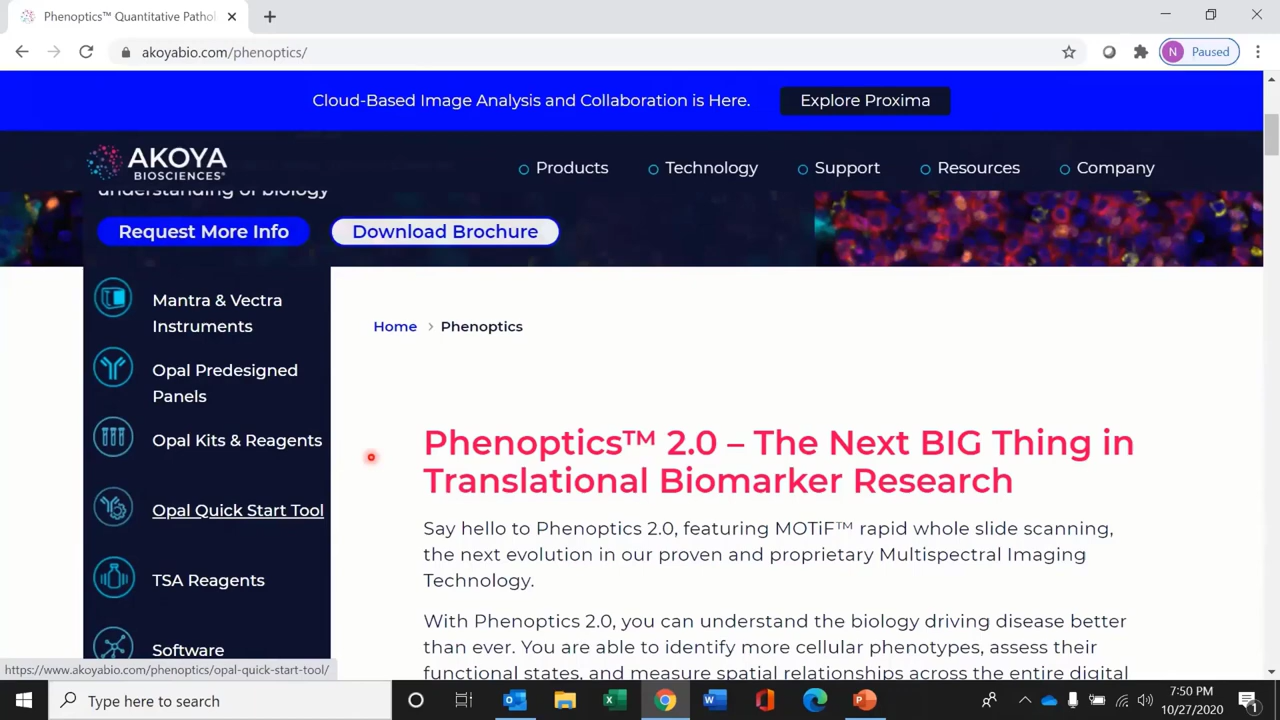 Phenoptics™ Quantitative Pathol
akoyabio.com/phenoptics/
N Paused
Cloud-Based Image Analysis and Collaboration is Here.
Explore Proxima
AKOYA
BIOSCIENCES®
Products
Technology
Support
Resources
Company
understanding of biology
Request More Info
Download Brochure
Mantra & Vectra
Instruments
Opal Predesigned
Panels
Opal Kits & Reagents
Opal Quick Start Tool
TSA Reagents
Software
Home > Phenoptics
Phenoptics™ 2.0 – The Next BIG Thing in
Translational Biomarker Research
Say hello to Phenoptics 2.0, featuring MOTiF™ rapid whole slide scanning,
the next evolution in our proven and proprietary Multispectral Imaging
Technology.
With Phenoptics 2.0, you can understand the biology driving disease better
than ever. You are able to identify more cellular phenotypes, assess their
functional states, and measure spatial relationships across the entire digital
https://www.akoyabio.com/phenoptics/opal-quick-start-tool/
Type here to search
7:50 PM
10/27/2020
1